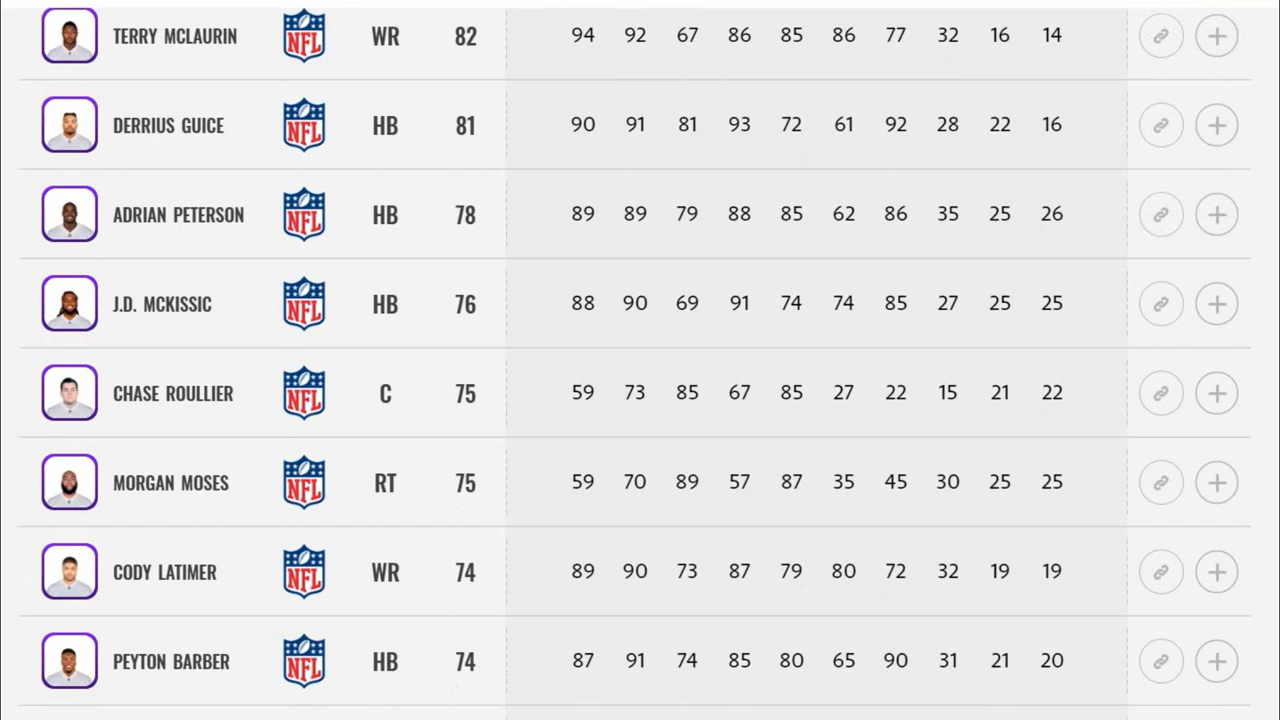 TERRY MCLAURIN NFL WR 82 94 92 67 86 85 86 77 32 16 14
DERRIUS GUICE NFL HB 81 90 91 81 93 72 61 92 28 22 16
ADRIAN PETERSON NFL HB 78 89 89 79 88 85 62 86 35 25 26
J.D. MCKISSIC NFL HB 76 88 90 69 91 74 74 85 27 25 25
CHASE ROULLIER NFL C 75 59 73 85 67 85 27 22 15 21 22
MORGAN MOSES NFL RT 75 59 70 89 57 87 35 45 30 25 25
CODY LATIMER NFL WR 74 89 90 73 87 79 80 72 32 19 19
PEYTON BARBER NFL HB 74 87 91 74 85 80 65 90 31 21 20